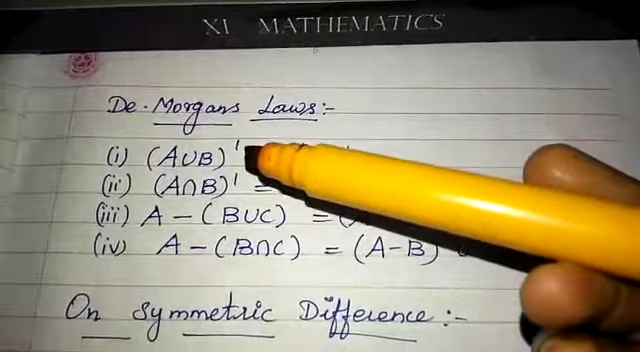 XI MATHEMATICS
De-Morgans Laws:-
(i) (A∪B)'
(ii) (A∩B)' =
(iii) A - (B∪C) = (
(iv) A - (B∩C) = (A-B)
On Symmetric Difference:-